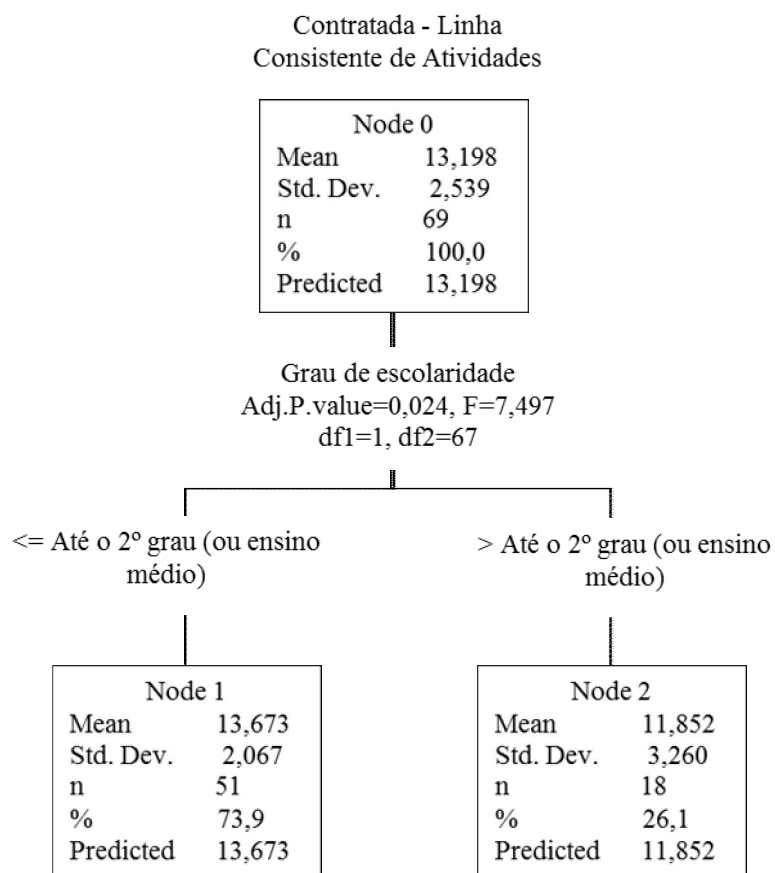 Contratada - Linha
Consistente de Atividades
Node 0
Mean 13,198
Std. Dev. 2,539
n 69
% 100,0
Predicted 13,198
Grau de escolaridade
Adj.P.value=0,024, F=7,497
df1=1, df2=67
<= Até o 2º grau (ou ensino
médio)
> Até o 2º grau (ou ensino
médio)
Node 1
Mean 13,673
Std. Dev. 2,067
n 51
% 73,9
Predicted 13,673
Node 2
Mean 11,852
Std. Dev. 3,260
n 18
% 26,1
Predicted 11,852